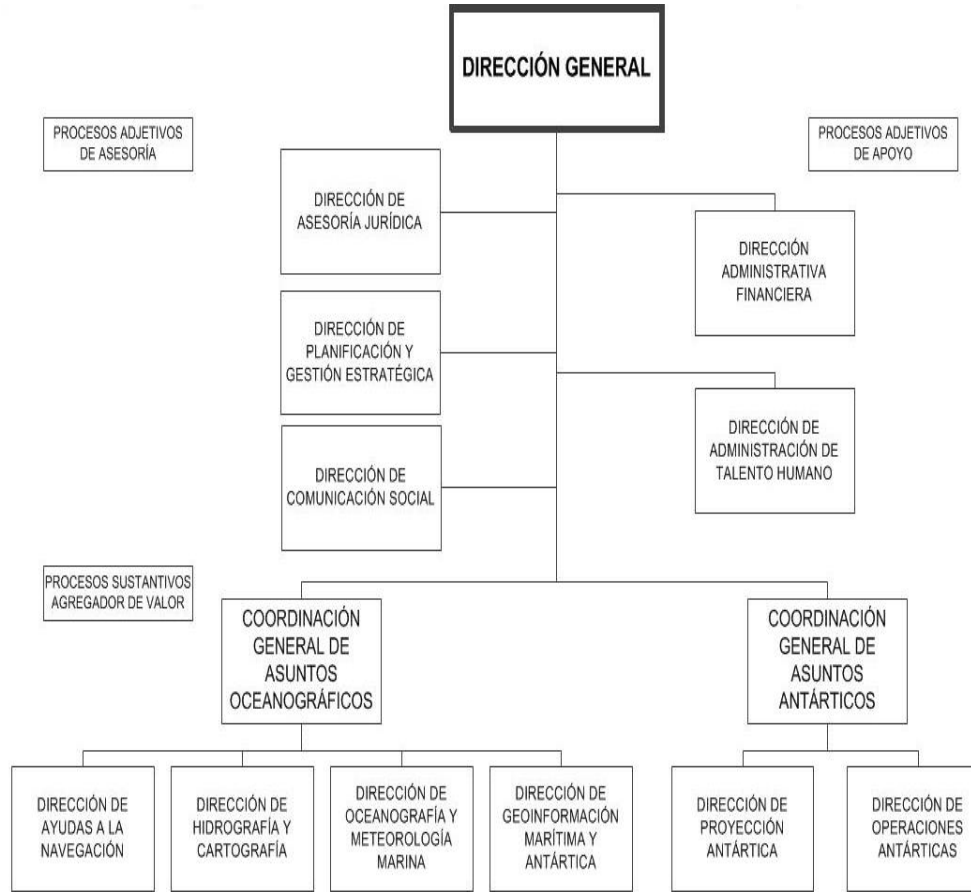 DIRECCIÓN GENERAL
PROCESOS ADJETIVOS
DE ASESORÍA
PROCESOS ADJETIVOS
DE APOYO
DIRECCIÓN DE
ASESORÍA JURÍDICA
DIRECCIÓN
ADMINISTRATIVA
FINANCIERA
DIRECCIÓN DE
PLANIFICACIÓN Y
GESTIÓN ESTRATÉGICA
DIRECCIÓN DE
ADMINISTRACIÓN DE
TALENTO HUMANO
DIRECCIÓN DE
COMUNICACIÓN SOCIAL
PROCESOS SUSTANTIVOS
AGREGADOR DE VALOR
COORDINACIÓN
GENERAL DE
ASUNTOS
OCEANOGRÁFICOS
COORDINACIÓN
GENERAL DE
ASUNTOS
ANTÁRTICOS
DIRECCIÓN DE
AYUDAS A LA
NAVEGACIÓN
DIRECCIÓN DE
HIDROGRAFÍA Y
CARTOGRAFÍA
DIRECCIÓN DE
OCEANOGRAFÍA Y
METEOROLOGÍA
MARINA
DIRECCIÓN DE
GEOINFORMACIÓN
MARÍTIMA Y
ANTÁRTICA
DIRECCIÓN DE
PROYECCIÓN
ANTÁRTICA
DIRECCIÓN DE
OPERACIONES
ANTÁRTICAS